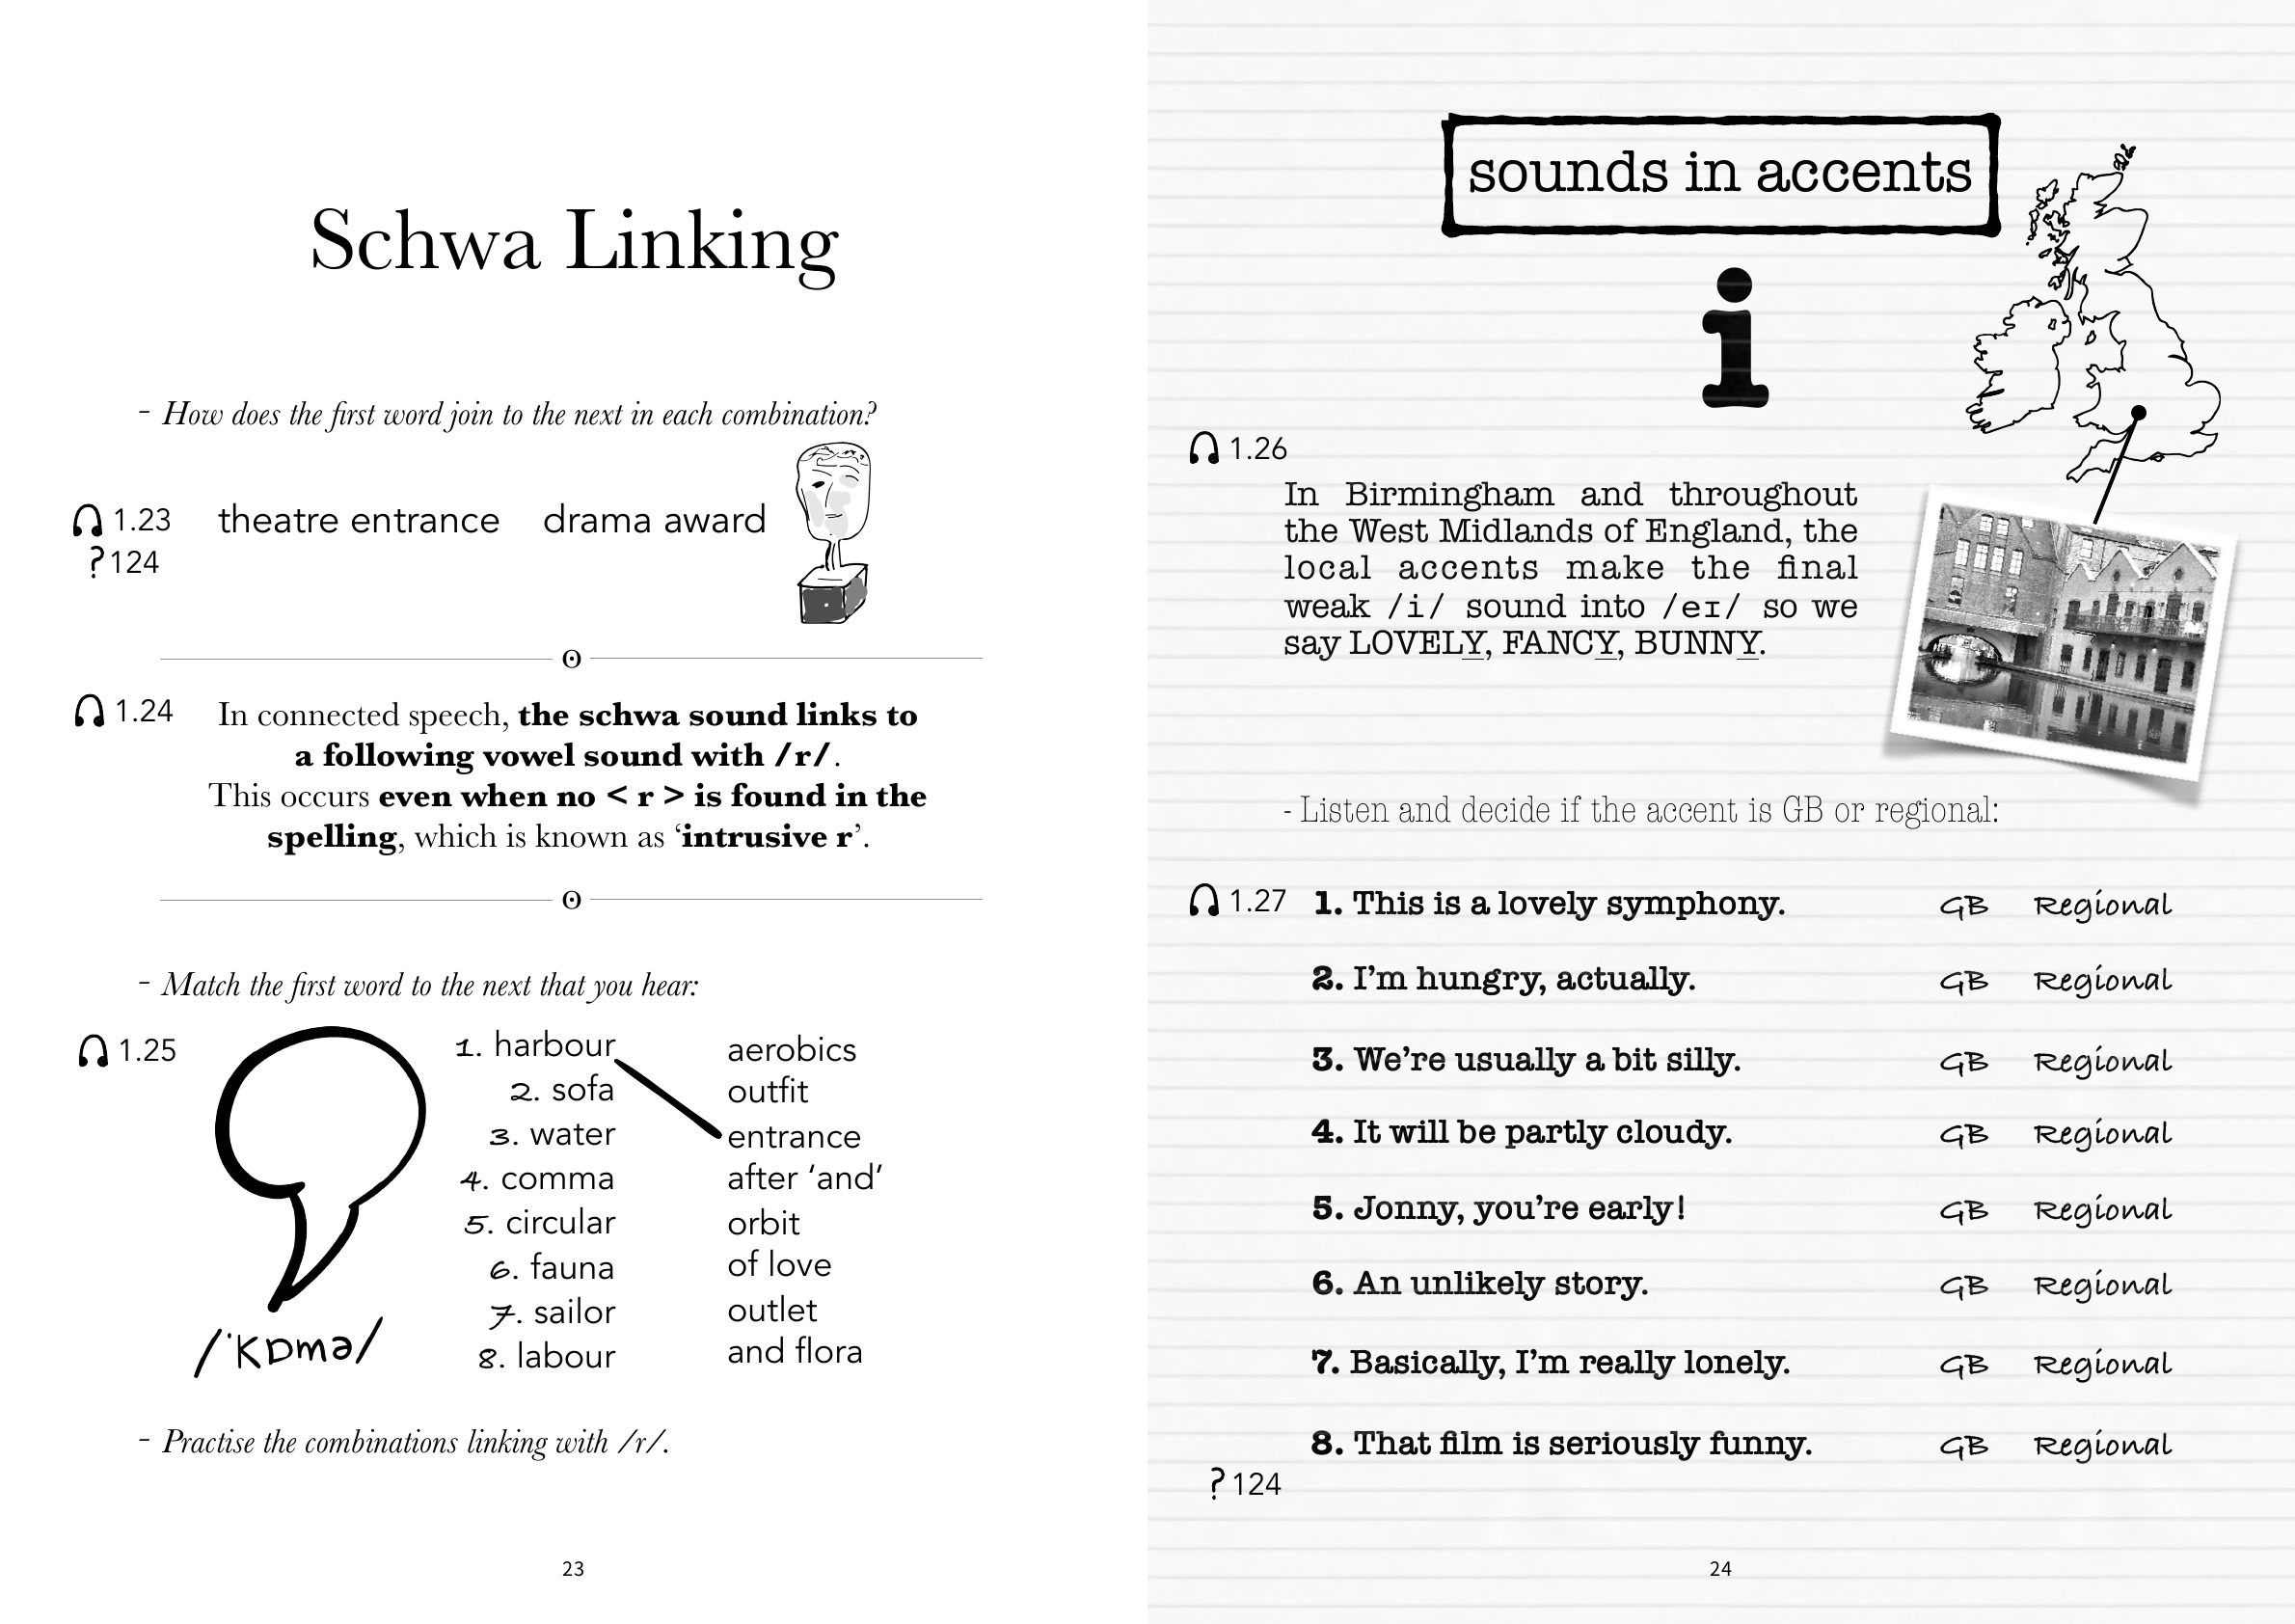 Schwa Linking
- How does the first word join to the next in each combination?
1.23 theatre entrance drama award
?124
1.24 In connected speech, the schwa sound links to
a following vowel sound with /r/.
This occurs even when no < r > is found in the
spelling, which is known as ‘intrusive r’.
- Match the first word to the next that you hear:
1.25
1. harbour
2. sofa
3. water
4. comma
5. circular
6. fauna
7. sailor
8. labour
aerobics
outfit
entrance
after ‘and’
orbit
of love
outlet
and flora
/ˈkɒmə/
- Practise the combinations linking with /r/.
23
sounds in accents
i
1.26
In Birmingham and throughout
the West Midlands of England, the
local accents make the final
weak /i/ sound into /eɪ/ so we
say LOVELY, FANCY, BUNNY.
- Listen and decide if the accent is GB or regional:
1.27 1. This is a lovely symphony. GB Regional
2. I’m hungry, actually. GB Regional
3. We’re usually a bit silly. GB Regional
4. It will be partly cloudy. GB Regional
5. Jonny, you’re early! GB Regional
6. An unlikely story. GB Regional
7. Basically, I’m really lonely. GB Regional
8. That film is seriously funny. GB Regional
?124
24